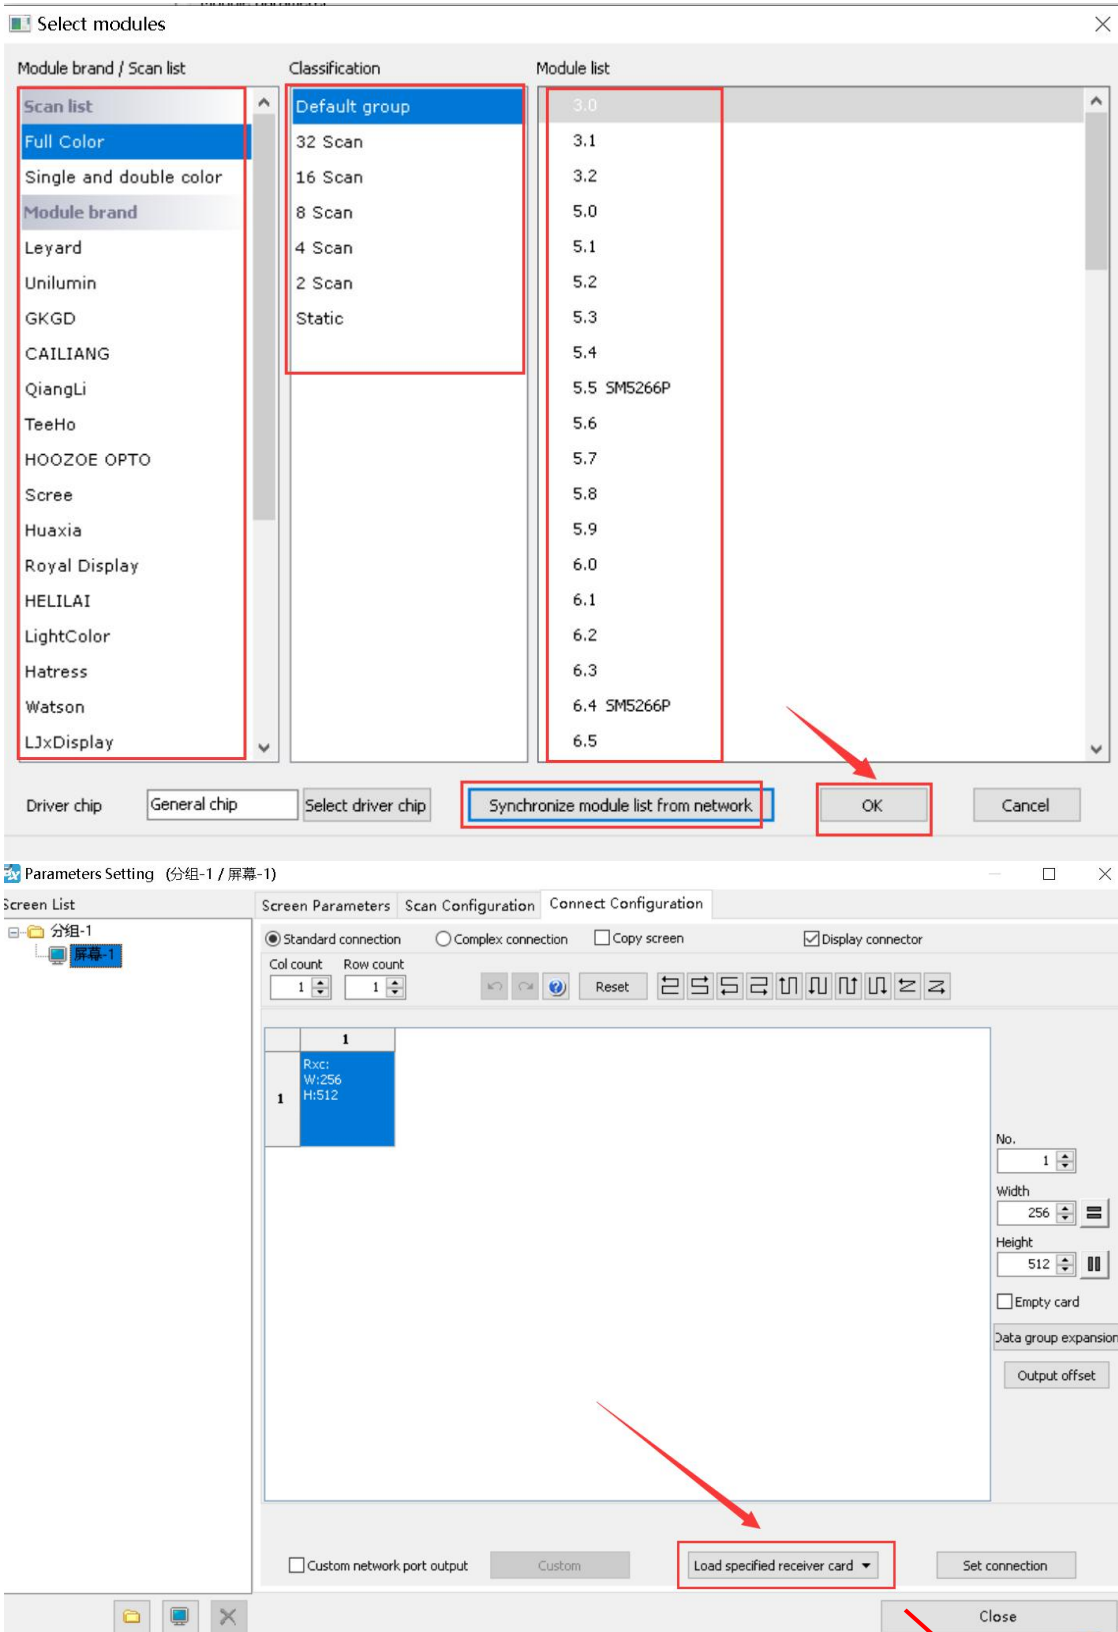 Select modules
Module brand / Scan list
Classification
Module list
Scan list
Full Color
Single and double color
Module brand
Leyard
Unilumin
GKGD
CAILIANG
QiangLi
TeeHo
HOOZOE OPTO
Scree
Huaxia
Royal Display
HELILAI
LightColor
Hatress
Watson
LJxDisplay
Default group
32 Scan
16 Scan
8 Scan
4 Scan
2 Scan
Static
3.0
3.1
3.2
5.0
5.1
5.2
5.3
5.4
5.5 SM5266P
5.6
5.7
5.8
5.9
6.0
6.1
6.2
6.3
6.4 SM5266P
6.5
Driver chip
General chip
Select driver chip
Synchronize module list from network
OK
Cancel
Parameters Setting (分组-1 / 屏幕-1)
Screen List
分组-1
屏幕-1
Screen Parameters
Scan Configuration
Connect Configuration
Standard connection
Complex connection
Copy screen
Display connector
Col count
Row count
1
1
Reset
1
1
Rxc:
W:256
H:512
No.
1
Width
256
Height
512
Empty card
Data group expansion
Output offset
Custom network port output
Custom
Load specified receiver card
Set connection
Close